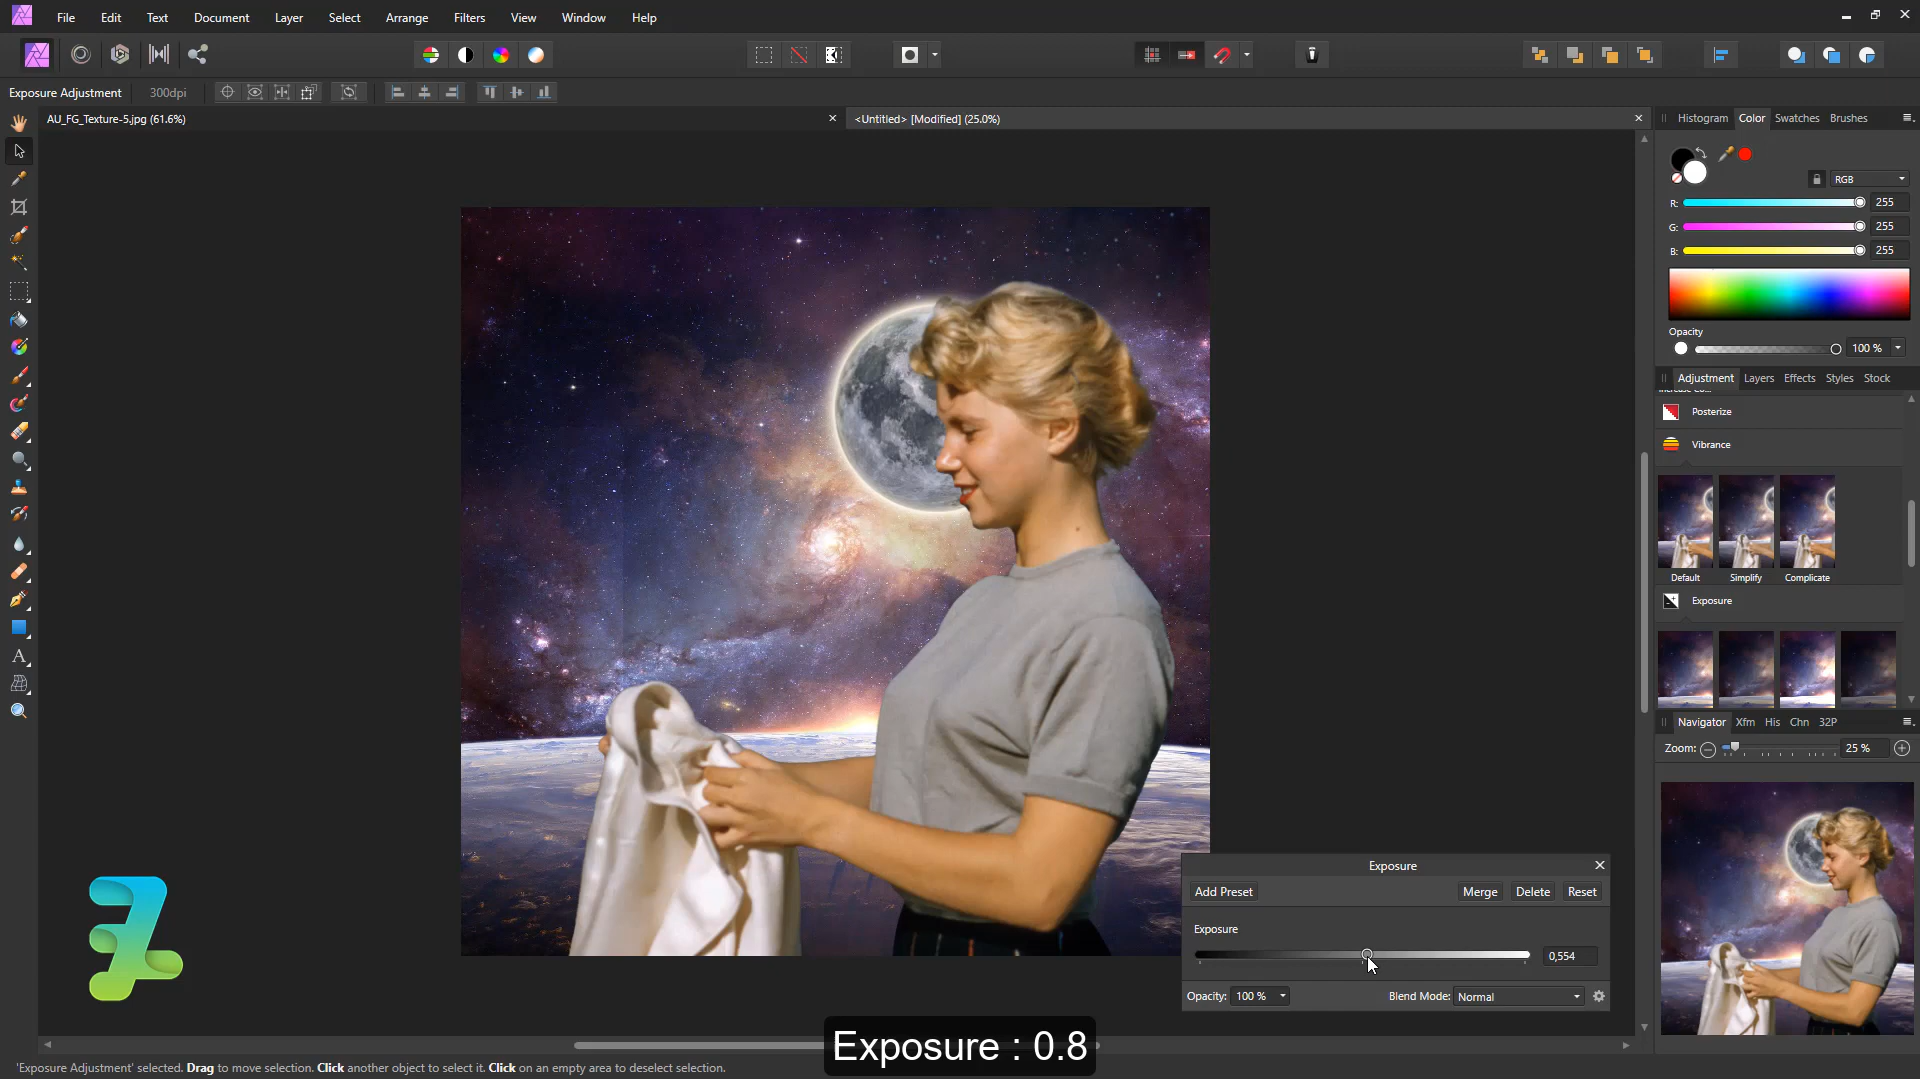 File Edit Text Document Layer Select Arrange Filters View Window Help
Exposure Adjustment 300dpi
AU_FG_Texture-5.jpg (61.6%)
<Untitled> [Modified] (25.0%)
Histogram Color Swatches Brushes
RGB
R: 255
G: 255
B: 255
Opacity
100 %
Adjustment Layers Effects Styles Stock
Posterize
Vibrance
Default Simplify Complicate
Exposure
Navigator Xfm His Chn 32P
Zoom: 25 %
Exposure
Add Preset Merge Delete Reset
Exposure
0,554
Opacity: 100 % Blend Mode: Normal
Exposure : 0.8
'Exposure Adjustment' selected. Drag to move selection. Click another object to select it. Click on an empty area to deselect selection.